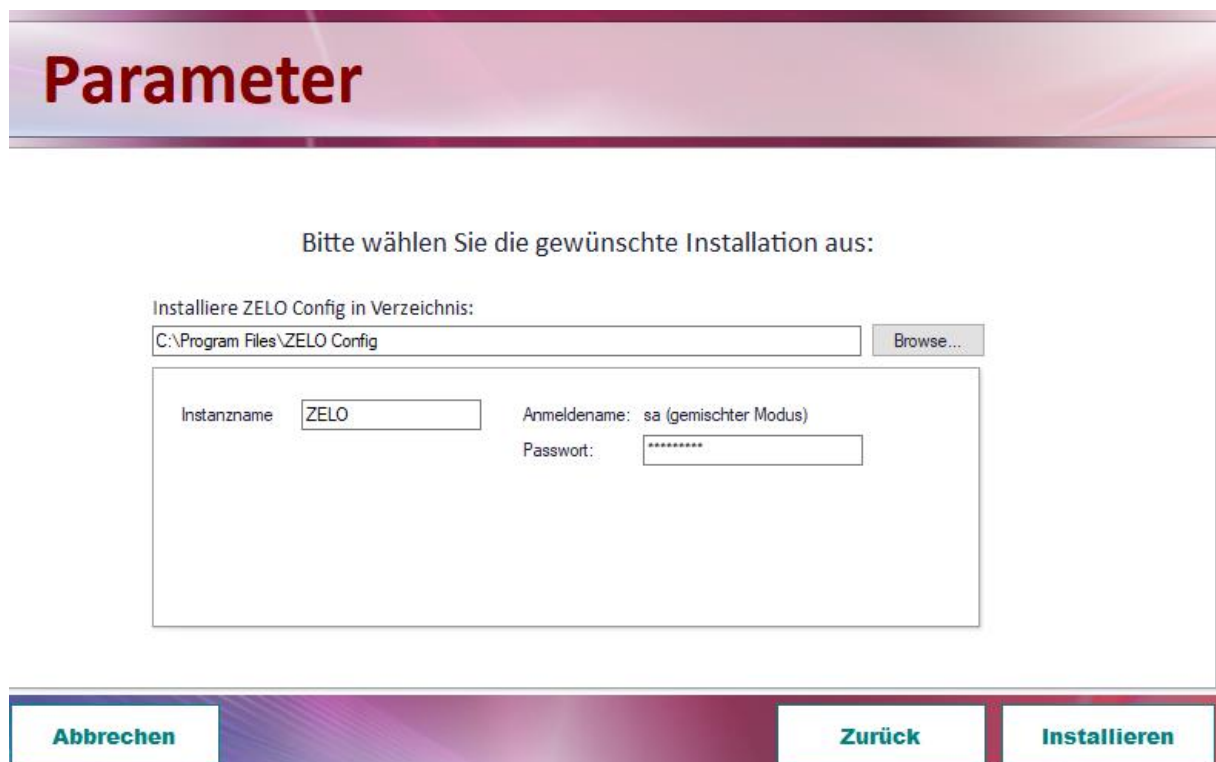 Parameter
Bitte wählen Sie die gewünschte Installation aus:
Installiere ZELO Config in Verzeichnis:
C:\Program Files\ZELO Config Browse...
Instanzname ZELO Anmeldename: sa (gemischter Modus)
Passwort: *********
Abbrechen Zurück Installieren